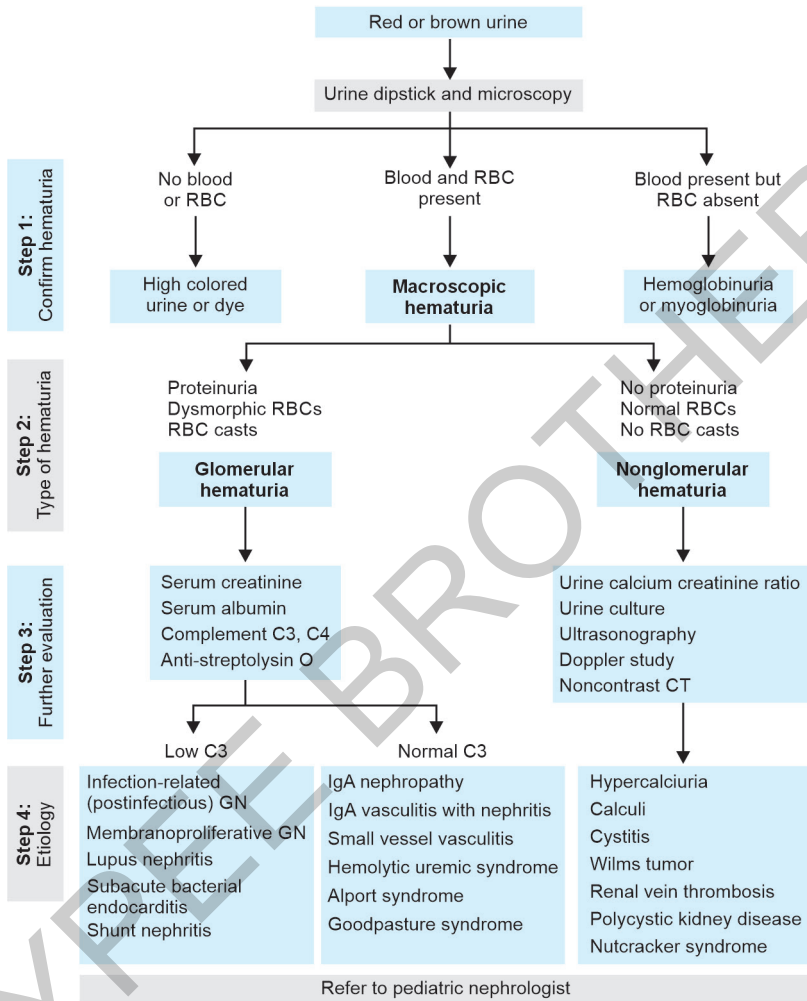 Red or brown urine
Urine dipstick and microscopy
Step 1:
Confirm hematuria
No blood
or RBC
Blood and RBC
present
Blood present but
RBC absent
High colored
urine or dye
Macroscopic
hematuria
Hemoglobinuria
or myoglobinuria
Step 2:
Type of hematuria
Proteinuria
Dysmorphic RBCs
RBC casts
No proteinuria
Normal RBCs
No RBC casts
Glomerular
hematuria
Nonglomerular
hematuria
Step 3:
Further evaluation
Serum creatinine
Serum albumin
Complement C3, C4
Anti-streptolysin O
Urine calcium creatinine ratio
Urine culture
Ultrasonography
Doppler study
Noncontrast CT
Low C3
Normal C3
Step 4:
Etiology
Infection-related
(postinfectious) GN
Membranoproliferative GN
Lupus nephritis
Subacute bacterial
endocarditis
Shunt nephritis
IgA nephropathy
IgA vasculitis with nephritis
Small vessel vasculitis
Hemolytic uremic syndrome
Alport syndrome
Goodpasture syndrome
Hypercalciuria
Calculi
Cystitis
Wilms tumor
Renal vein thrombosis
Polycystic kidney disease
Nutcracker syndrome
Refer to pediatric nephrologist
YPEE BROTHER